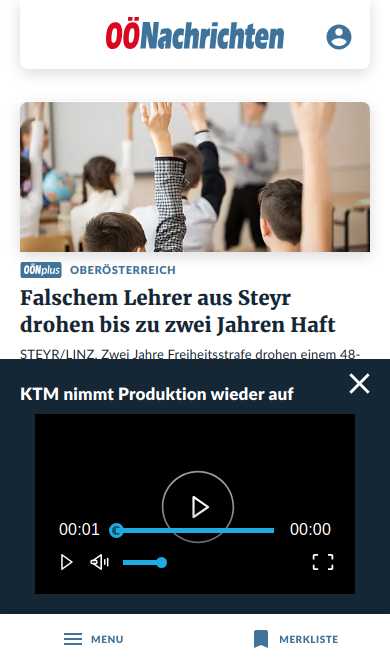 OÖNachrichten
OÖNplus OBERÖSTERREICH
Falschem Lehrer aus Steyr
drohen bis zu zwei Jahren Haft
STEYR/LINZ. Zwei Jahre Freiheitsstrafe drohen einem 48-
KTM nimmt Produktion wieder auf
00:01 00:00
MENU MERKLISTE